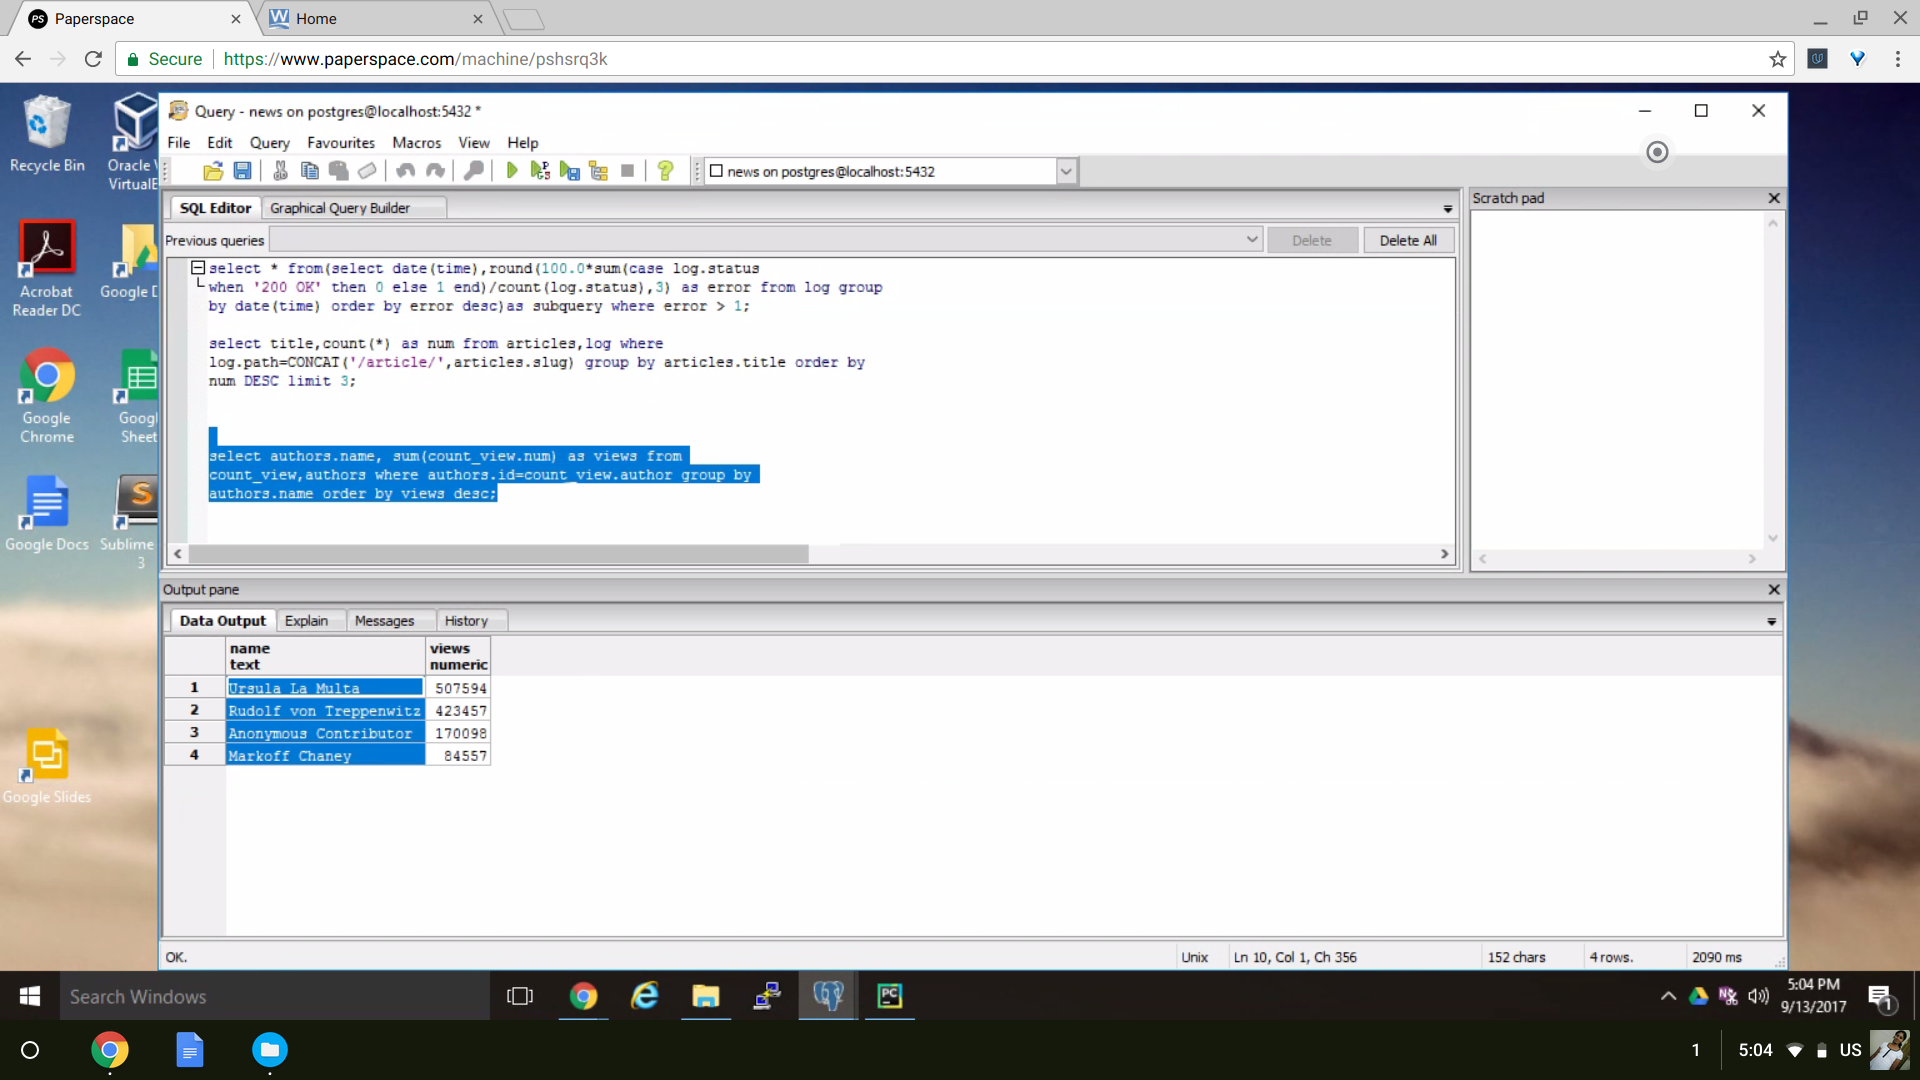 Paperspace
Home
Secure
https://www.paperspace.com/machine/pshsrq3k
Query - news on postgres@localhost:5432 *
File Edit Query Favourites Macros View Help
news on postgres@localhost:5432
SQL Editor
Graphical Query Builder
Scratch pad
Previous queries
Delete
Delete All
select * from(select date(time),round(100.0*sum(case log.status
when '200 OK' then 0 else 1 end)/count(log.status),3) as error from log group
by date(time) order by error desc)as subquery where error > 1;
select title,count(*) as num from articles,log where
log.path=CONCAT('/article/',articles.slug) group by articles.title order by
num DESC limit 3;
select authors.name, sum(count_view.num) as views from
count_view,authors where authors.id=count_view.author group by
authors.name order by views desc;
Output pane
Data Output
Explain
Messages
History
name views
text numeric
1 Ursula La Multa 507594
2 Rudolf von Treppenwitz 423457
3 Anonymous Contributor 170098
4 Markoff Chaney 84557
OK.
Unix
Ln 10, Col 1, Ch 356
152 chars
4 rows.
2090 ms
Recycle Bin
Oracle
Acrobat
Reader DC
Google
Google
Chrome
Sheet
Google Docs
Sublime
3
Google Slides
Search Windows
5:04 PM
9/13/2017
1
1
5:04
US